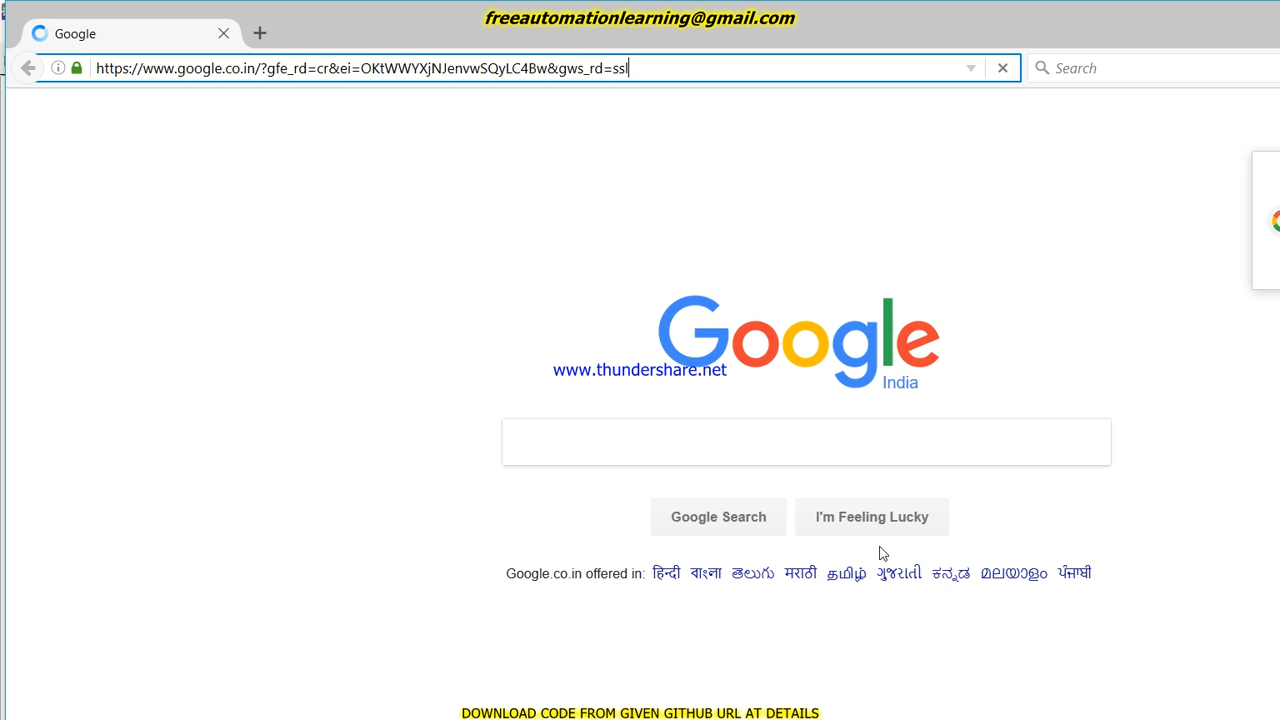 freeautomationlearning@gmail.com
Google
https://www.google.co.in/?gfe_rd=cr&ei=OKtWWYXjNJenvwSQyLC4Bw&gws_rd=ssl
Search
Google
India
www.thundershare.net
Google Search
I'm Feeling Lucky
Google.co.in offered in: हिन्दी বাংলা తెలుగు मराठी தமிழ் ગુજરાતી ಕನ್ನಡ മലയാളം ਪੰਜਾਬੀ
DOWNLOAD CODE FROM GIVEN GITHUB URL AT DETAILS